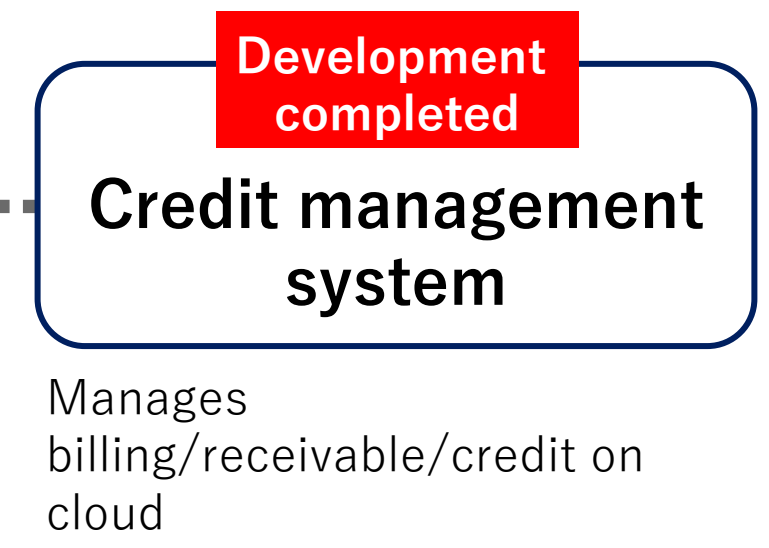 Development
completed
Credit management
system
Manages
billing/receivable/credit on
cloud